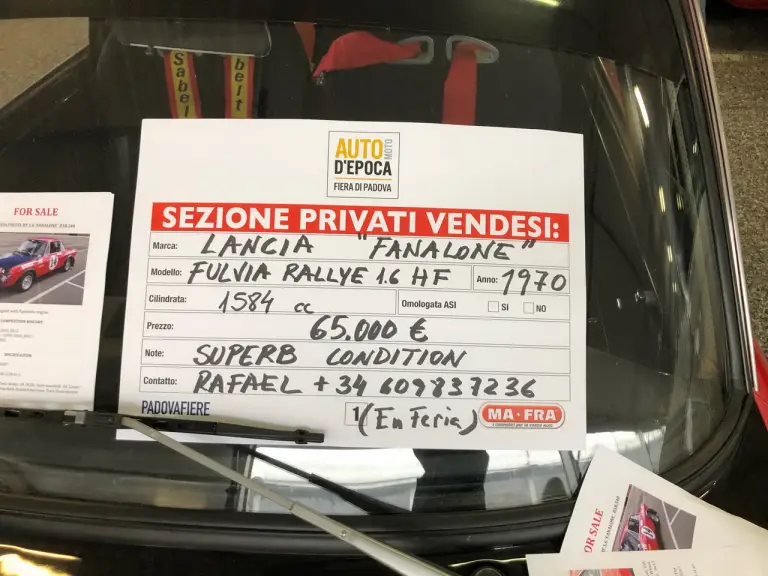 Sabelt
belt
AUTO
MOTO
D'EPOCA
FIERA DI PADOVA
SEZIONE PRIVATI VENDESI:
Marca: LANCIA "FANALONE"
Modello: FULVIA RALLYE 1.6 HF Anno: 1970
Cilindrata: 1584 cc Omologata ASI SI NO
Prezzo: 65.000 €
Note: SUPERB CONDITION
Contatto: RAFAEL +34 609837236
PADOVAFIERE 1 (En Feria) MA-FRA
FOR SALE
OR SALE